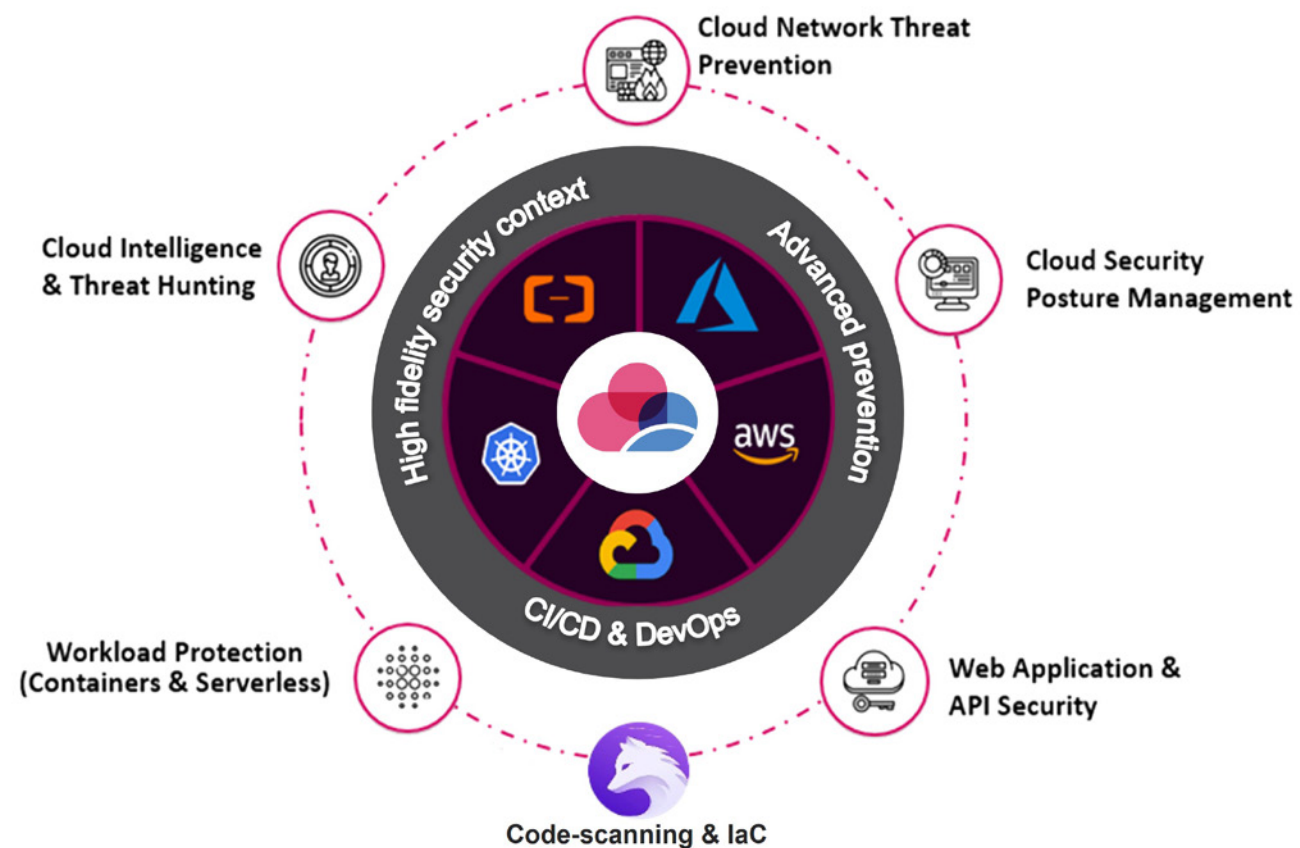 Cloud Network Threat
Prevention
Cloud Intelligence
& Threat Hunting
High fidelity security context
Advanced prevention
Cloud Security
Posture Management
aws
CI/CD & DevOps
Workload Protection
(Containers & Serverless)
Web Application &
API Security
Code-scanning & IaC